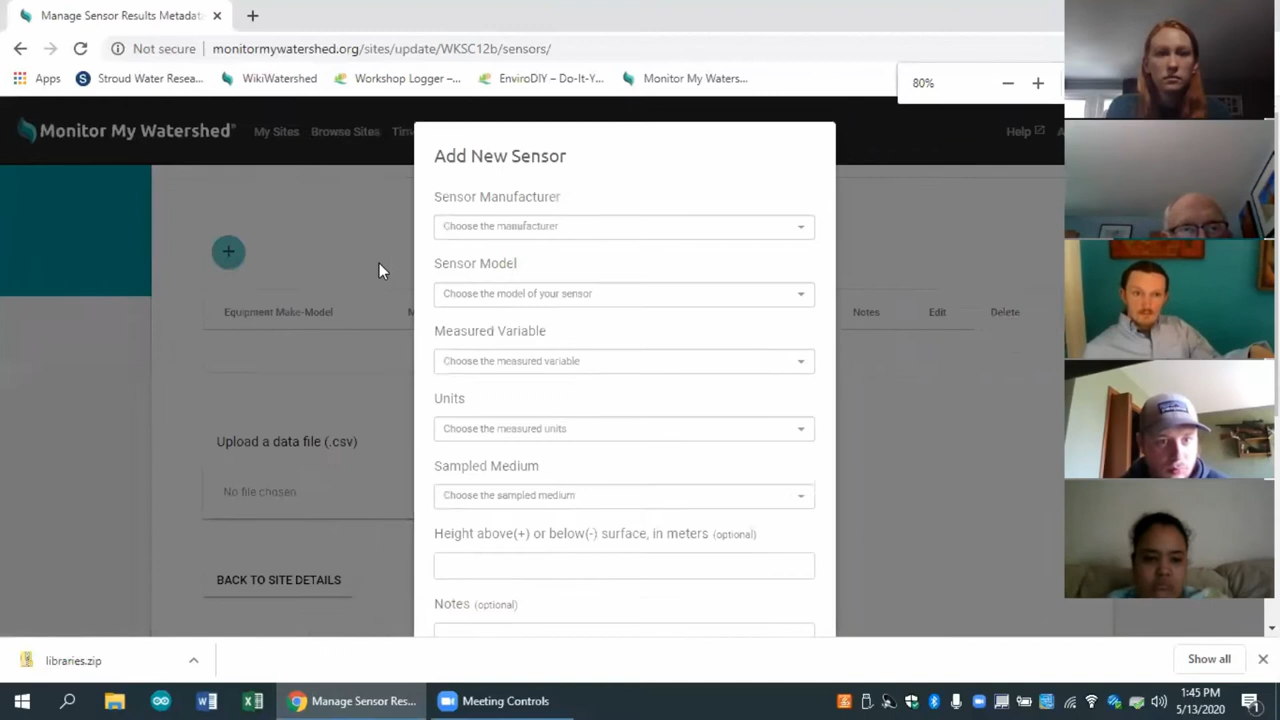 Manage Sensor Results Metada
Not secure
monitormywatershed.org/sites/update/WKSC12b/sensors/
Apps
Stroud Water Resea...
WikiWatershed
Workshop Logger –...
EnviroDIY – Do-It-Y...
Monitor My Waters...
80%
Monitor My Watershed®
My Sites
Browse Sites
Tim
Help
Add New Sensor
Sensor Manufacturer
Choose the manufacturer
Sensor Model
Choose the model of your sensor
Equipment Make-Model
Notes
Edit
Delete
Measured Variable
Choose the measured variable
Units
Choose the measured units
Upload a data file (.csv)
Sampled Medium
Choose the sampled medium
No file chosen
Height above(+) or below(-) surface, in meters (optional)
BACK TO SITE DETAILS
Notes (optional)
libraries.zip
Show all
Manage Sensor Res...
Meeting Controls
1:45 PM
5/13/2020